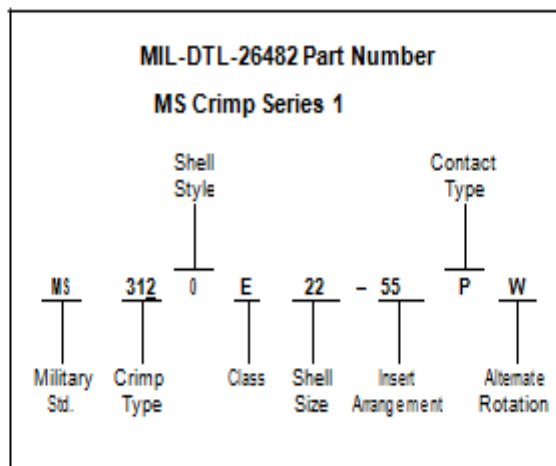 MIL-DTL-26482 Part Number
MS Crimp Series 1
Shell Style
Contact Type
MS 312 0 E 22 – 55 P W
Military Std.
Crimp Type
Class
Shell Size
Insert Arrangement
Alternate Rotation